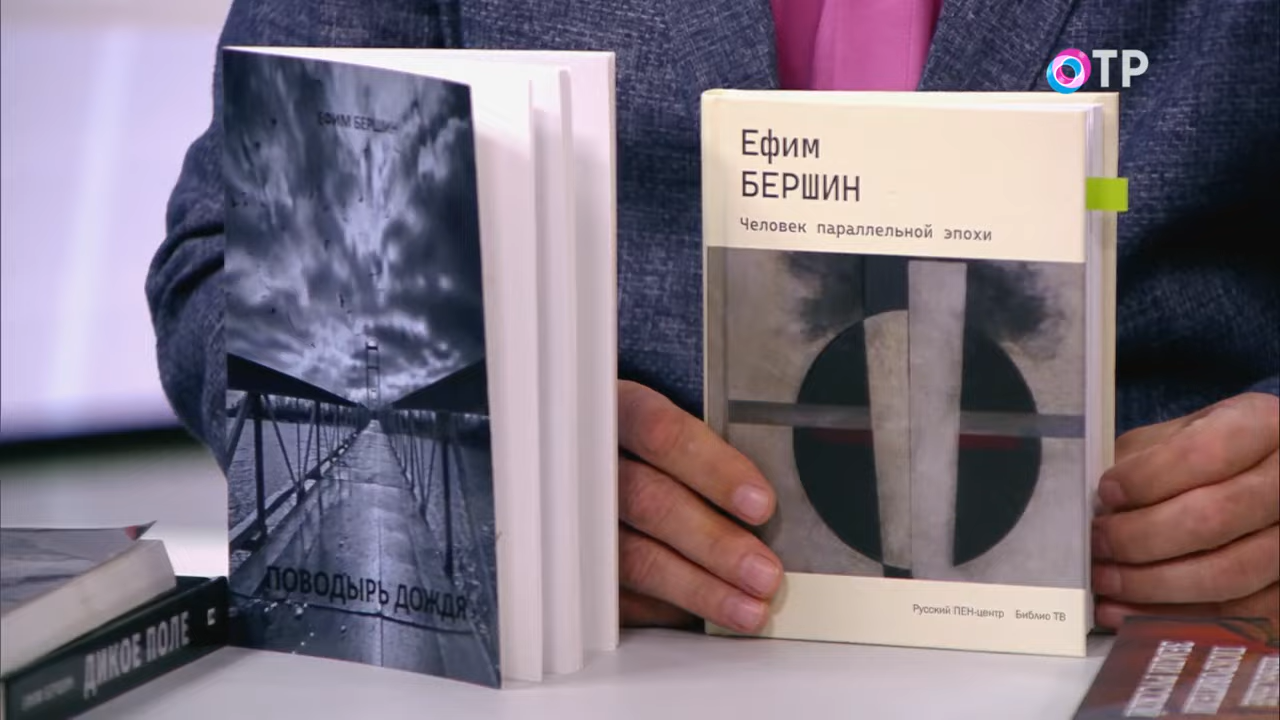 ОТР
ЕФИМ БЕРШИН
ПОВОДЫРЬ ДОЖДЯ
Ефим
БЕРШИН
Человек параллельной эпохи
Русский ПЕН-центр Библио ТВ
ДИКОЕ ПОЛЕ